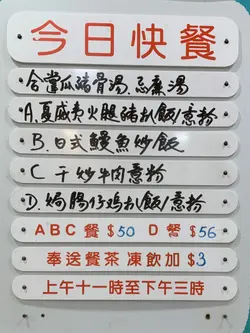 今日快餐
合掌瓜豬骨湯、忌廉湯
A.夏威夷火腿豬扒飯/意粉
B.日式鰻魚炒飯
C 干炒牛肉意粉
D.焗腸仔鸡扒飯/意粉
ABC 餐 $50 D 餐 $56
奉送餐茶 凍飲加 $3
上午十一時至下午三時